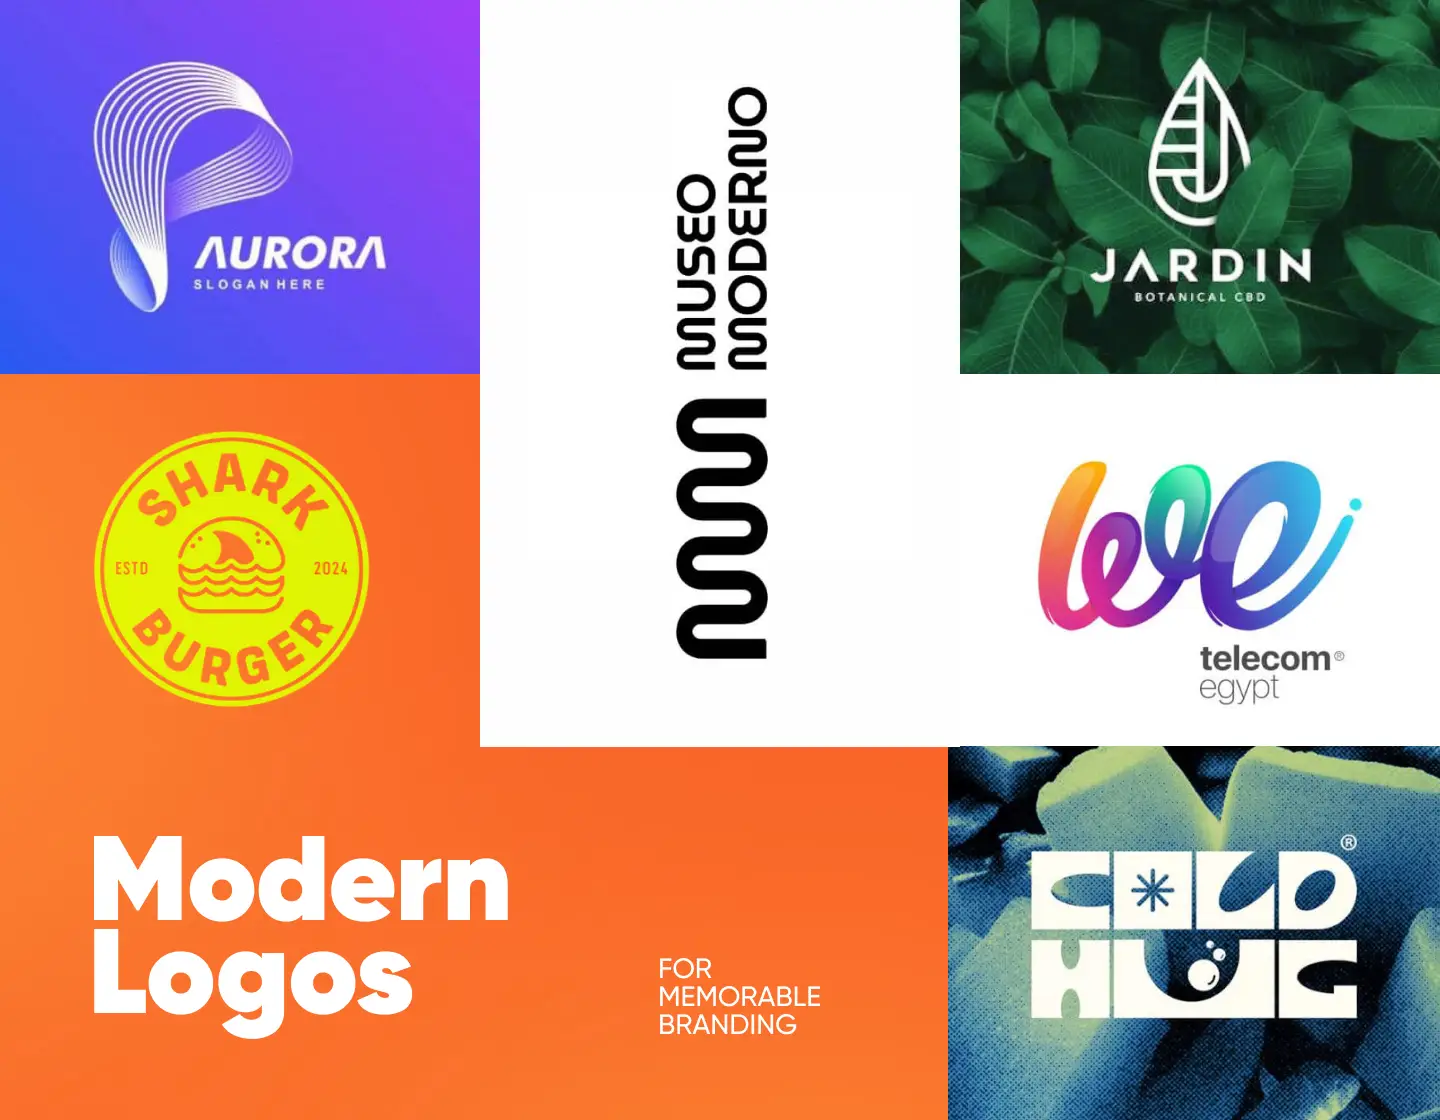 AURORA
SLOGAN HERE
MUSEO
MODERNO
JARDIN
BOTANICAL CBD
SHARK
ESTD 2024
BURGER
we
telecom®
egypt
Modern
Logos
FOR
MEMORABLE
BRANDING
COLD®
HUG